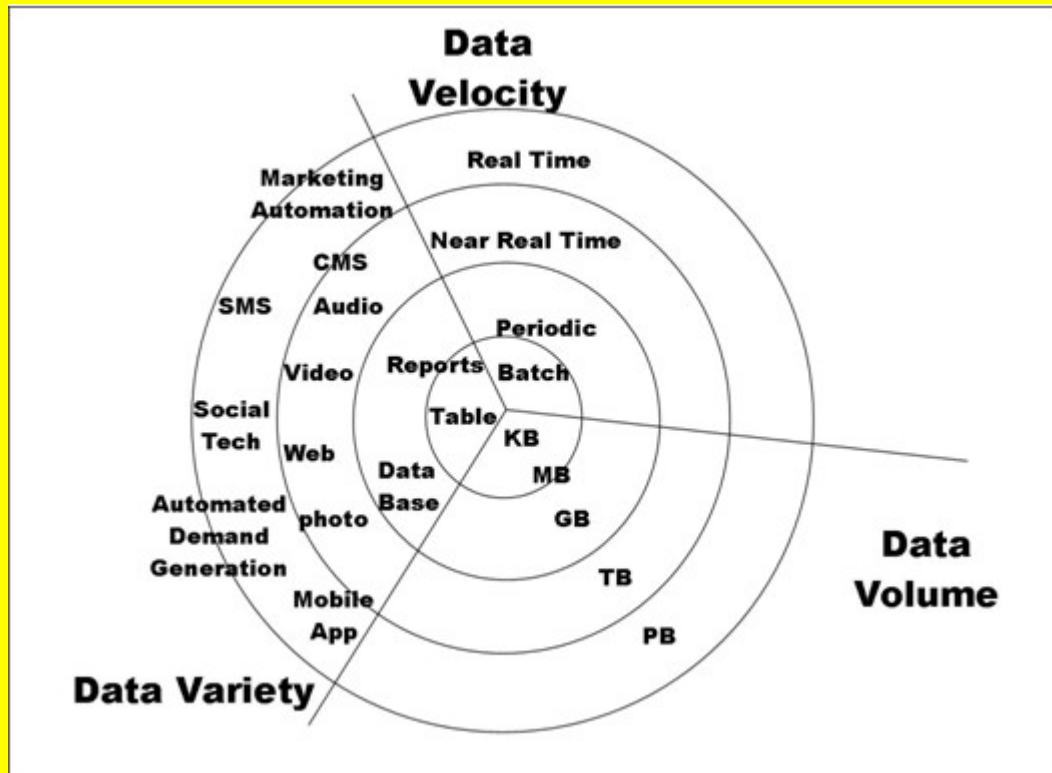 Data
Velocity
Real Time
Marketing
Automation
Near Real Time
CMS
SMS
Audio
Periodic
Reports
Batch
Video
Social
Tech
Table
KB
Web
Data
Base
MB
Automated
Demand
Generation
photo
GB
Data
Volume
TB
Mobile
App
PB
Data Variety